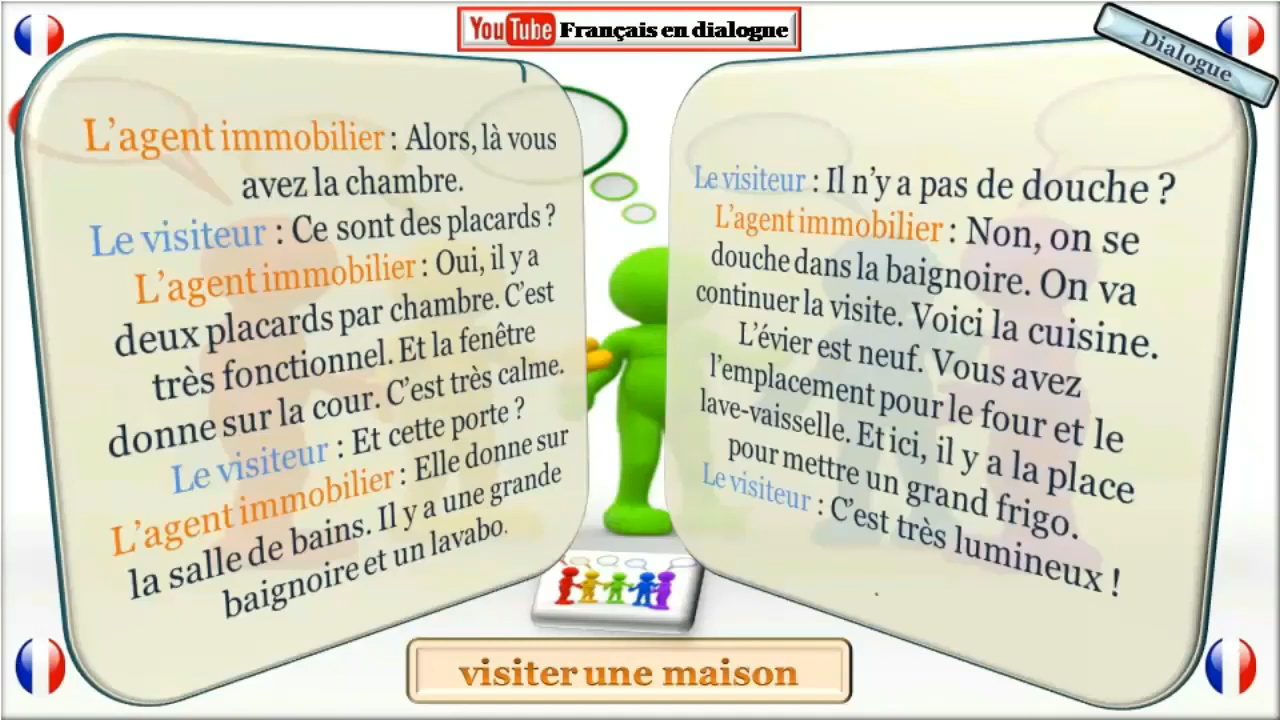 YouTube Français en dialogue
Dialogue
L'agent immobilier : Alors, là vous
avez la chambre.
Le visiteur : Ce sont des placards ?
L'agent immobilier : Oui, il y a
deux placards par chambre. C'est
très fonctionnel. Et la fenêtre
donne sur la cour. C'est très calme.
Le visiteur : Et cette porte ?
L'agent immobilier : Elle donne sur
la salle de bains. Il y a une grande
baignoire et un lavabo.
Le visiteur : Il n'y a pas de douche ?
L'agent immobilier : Non, on se
douche dans la baignoire. On va
continuer la visite. Voici la cuisine.
L'évier est neuf. Vous avez
l'emplacement pour le four et le
lave-vaisselle. Et ici, il y a la place
pour mettre un grand frigo.
Le visiteur : C'est très lumineux !
visiter une maison